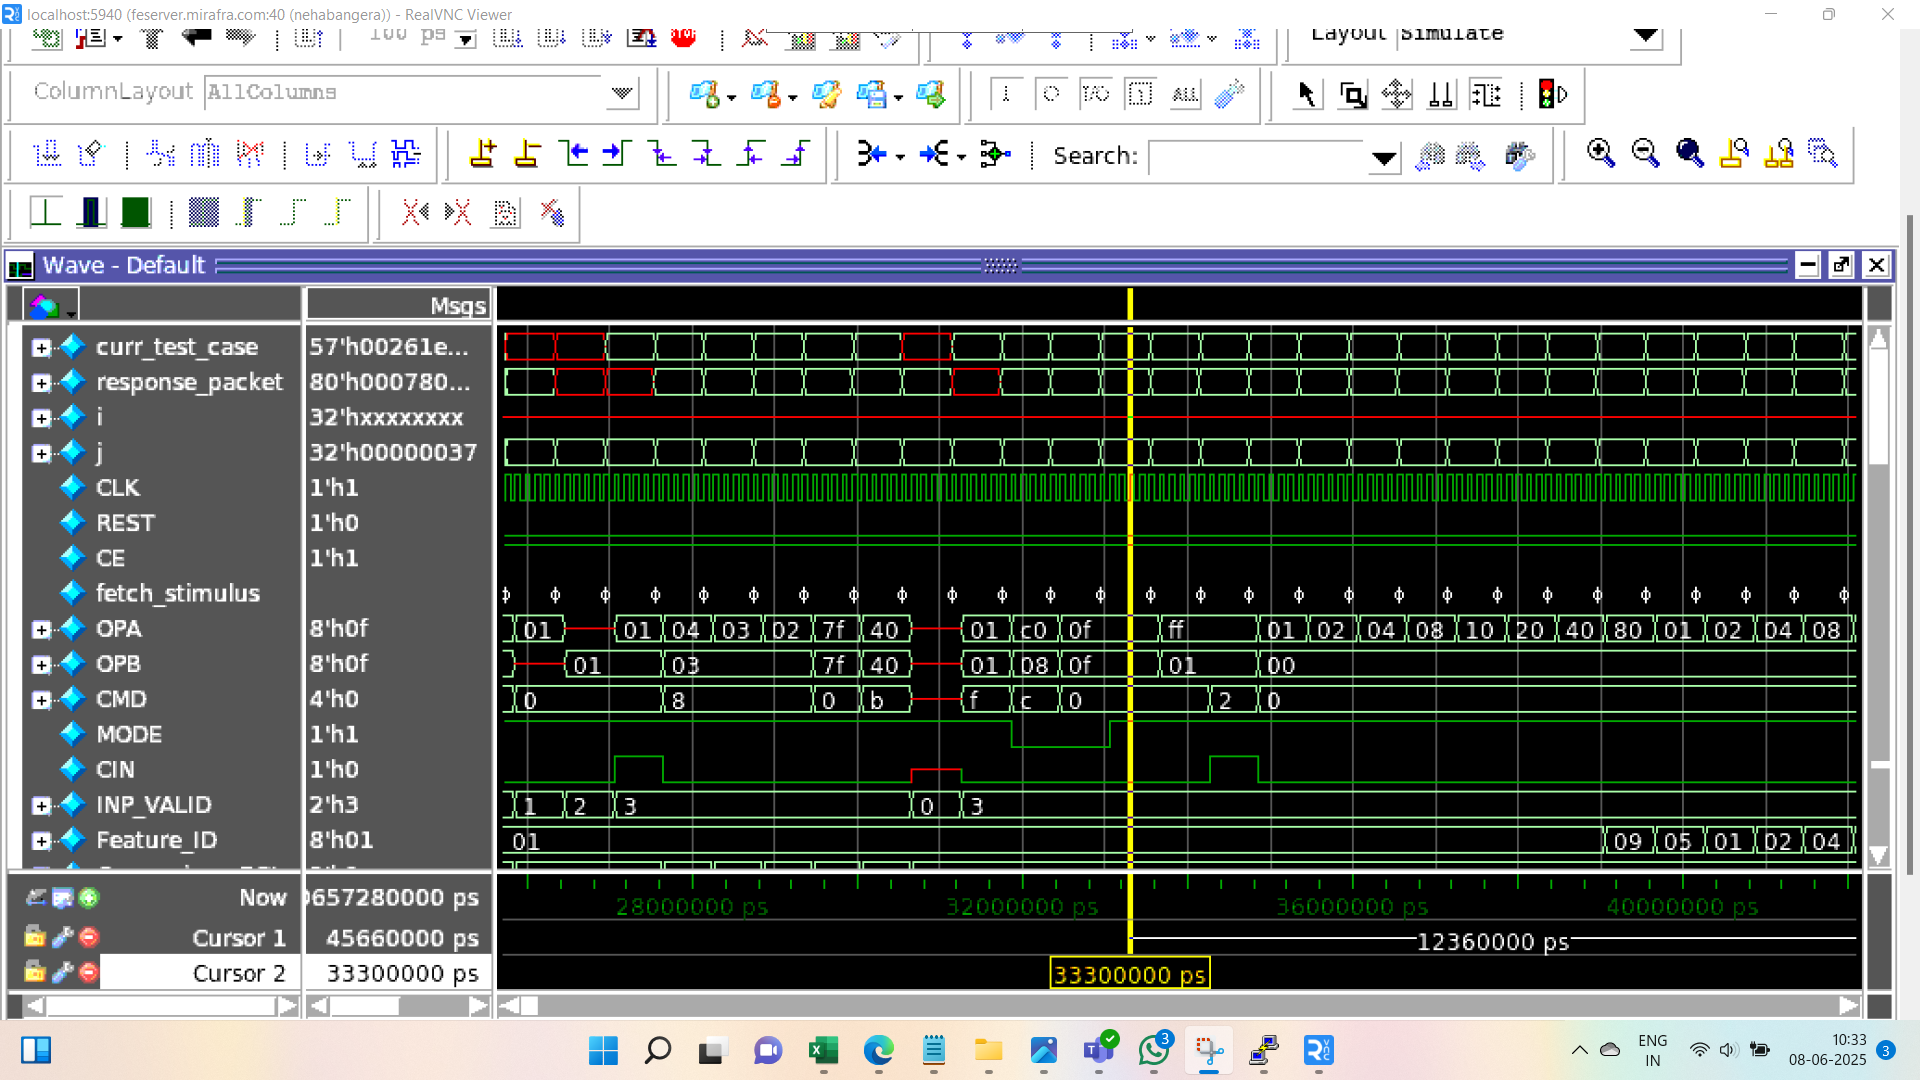 localhost:5940 (feserver.mirafra.com:40 (nehabangera)) - RealVNC Viewer
100 ps
Layout Simulate
ColumnLayout AllColumns
ALL
Search:
Wave - Default
Msgs
curr_test_case 57'h00261e...
response_packet 80'h000780...
i 32'hxxxxxxxx
j 32'h00000037
CLK 1'h1
REST 1'h0
CE 1'h1
fetch_stimulus
OPA 8'h0f 01 01 04 03 02 7f 40 01 c0 0f ff 01 02 04 08 10 20 40 80 01 02 04 08
OPB 8'h0f 01 03 7f 40 01 08 0f 01 00
CMD 4'h0 0 8 0 b f c 0 2 0
MODE 1'h1
CIN 1'h0
INP_VALID 2'h3 1 2 3 0 3
Feature_ID 8'h01 01 09 05 01 02 04
Now 0657280000 ps 28000000 ps 32000000 ps 36000000 ps 40000000 ps
Cursor 1 45660000 ps 12360000 ps
Cursor 2 33300000 ps 33300000 ps
3
ENG
IN
10:33
08-06-2025
3